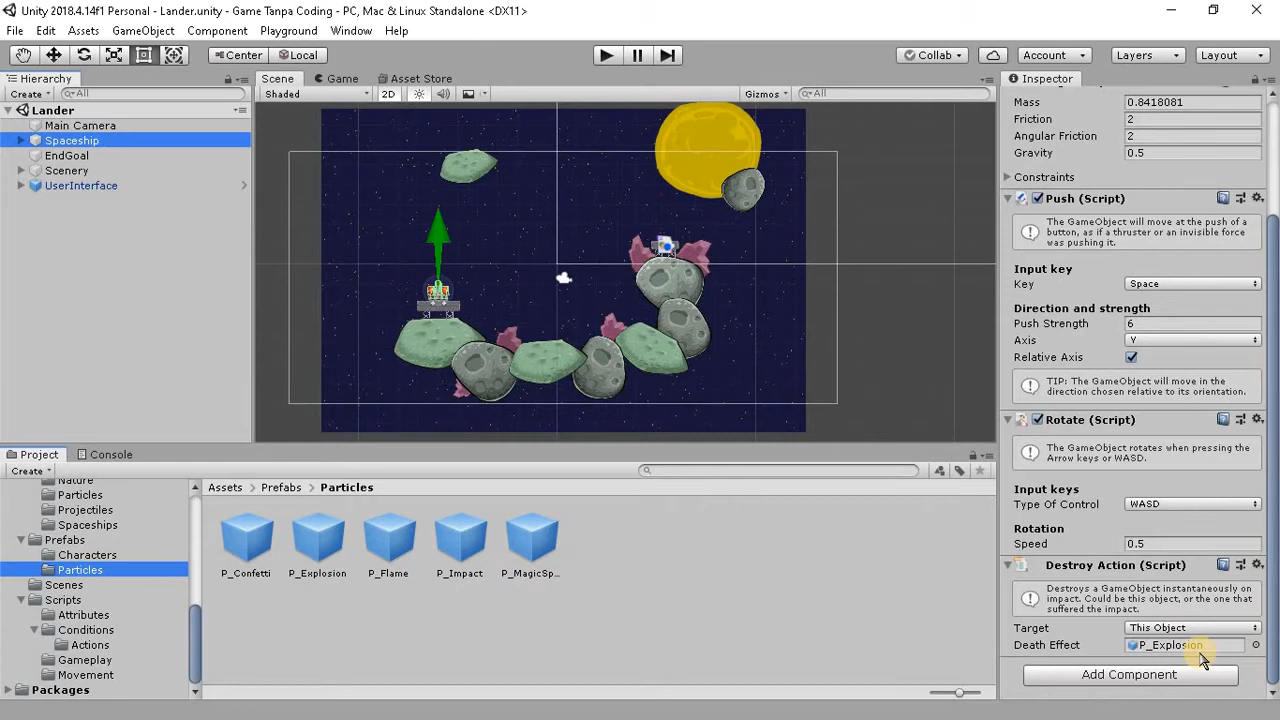 Unity 2018.4.14f1 Personal - Lander.unity - Game Tanpa Coding - PC, Mac & Linux Standalone <DX11>
File Edit Assets GameObject Component Playground Window Help
Center Local Collab Account Layers Layout
Hierarchy
Create All
Lander
Main Camera
Spaceship
EndGoal
Scenery
UserInterface
Scene Game Asset Store
Shaded 2D Gizmos All
Project Console
Create
Nature
Particles
Projectiles
Spaceships
Prefabs
Characters
Particles
Scenes
Scripts
Attributes
Conditions
Actions
Gameplay
Movement
Packages
Assets Prefabs Particles
P_Confetti P_Explosion P_Flame P_Impact P_MagicSp...
Inspector
Mass 0.8418081
Friction 2
Angular Friction 2
Gravity 0.5
Constraints
Push (Script)
The GameObject will move at the push of a
button, as if a thruster or an invisible force
was pushing it.
Input key
Key Space
Direction and strength
Push Strength 6
Axis Y
Relative Axis
TIP: The GameObject will move in the
direction chosen relative to its orientation.
Rotate (Script)
The GameObject rotates when pressing the
Arrow keys or WASD.
Input keys
Type Of Control WASD
Rotation
Speed 0.5
Destroy Action (Script)
Destroys a GameObject instantaneously on
impact. Could be this object, or the one that
suffered the impact.
Target This Object
Death Effect P_Explosion
Add Component